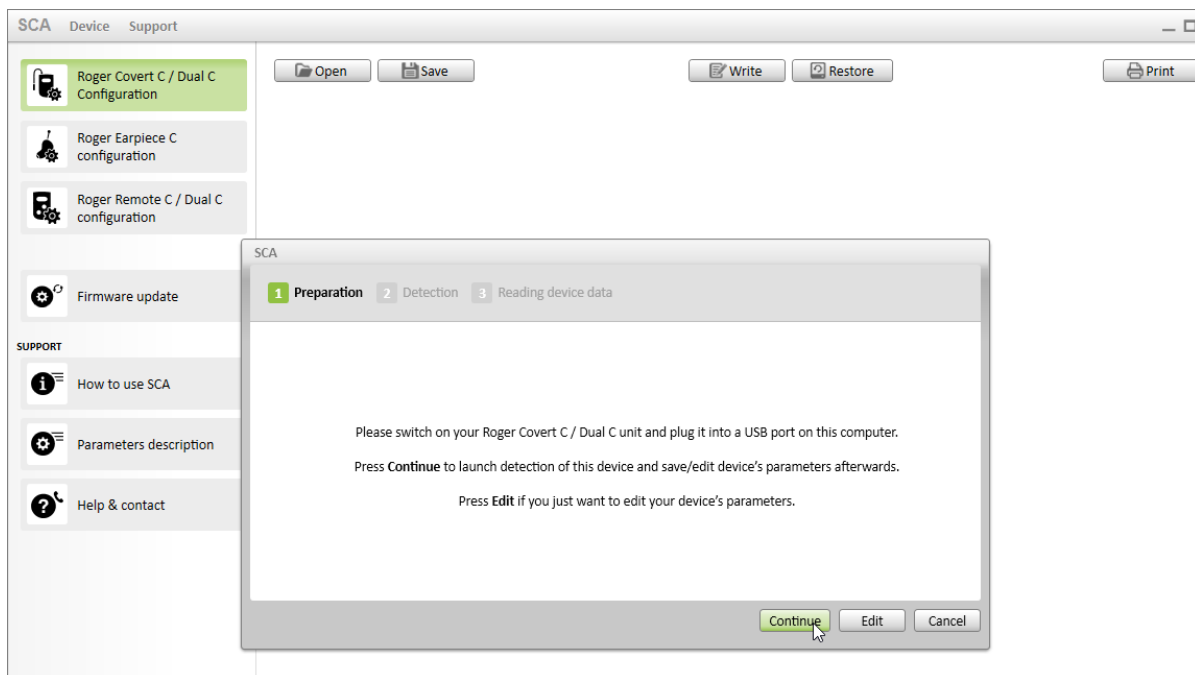 SCA Device Support
Roger Covert C / Dual C
Configuration
Open Save Write Restore Print
Roger Earpiece C
configuration
Roger Remote C / Dual C
configuration
Firmware update
SUPPORT
How to use SCA
Parameters description
Help & contact
SCA
1 Preparation 2 Detection 3 Reading device data
Please switch on your Roger Covert C / Dual C unit and plug it into a USB port on this computer.
Press Continue to launch detection of this device and save/edit device’s parameters afterwards.
Press Edit if you just want to edit your device’s parameters.
Continue Edit Cancel